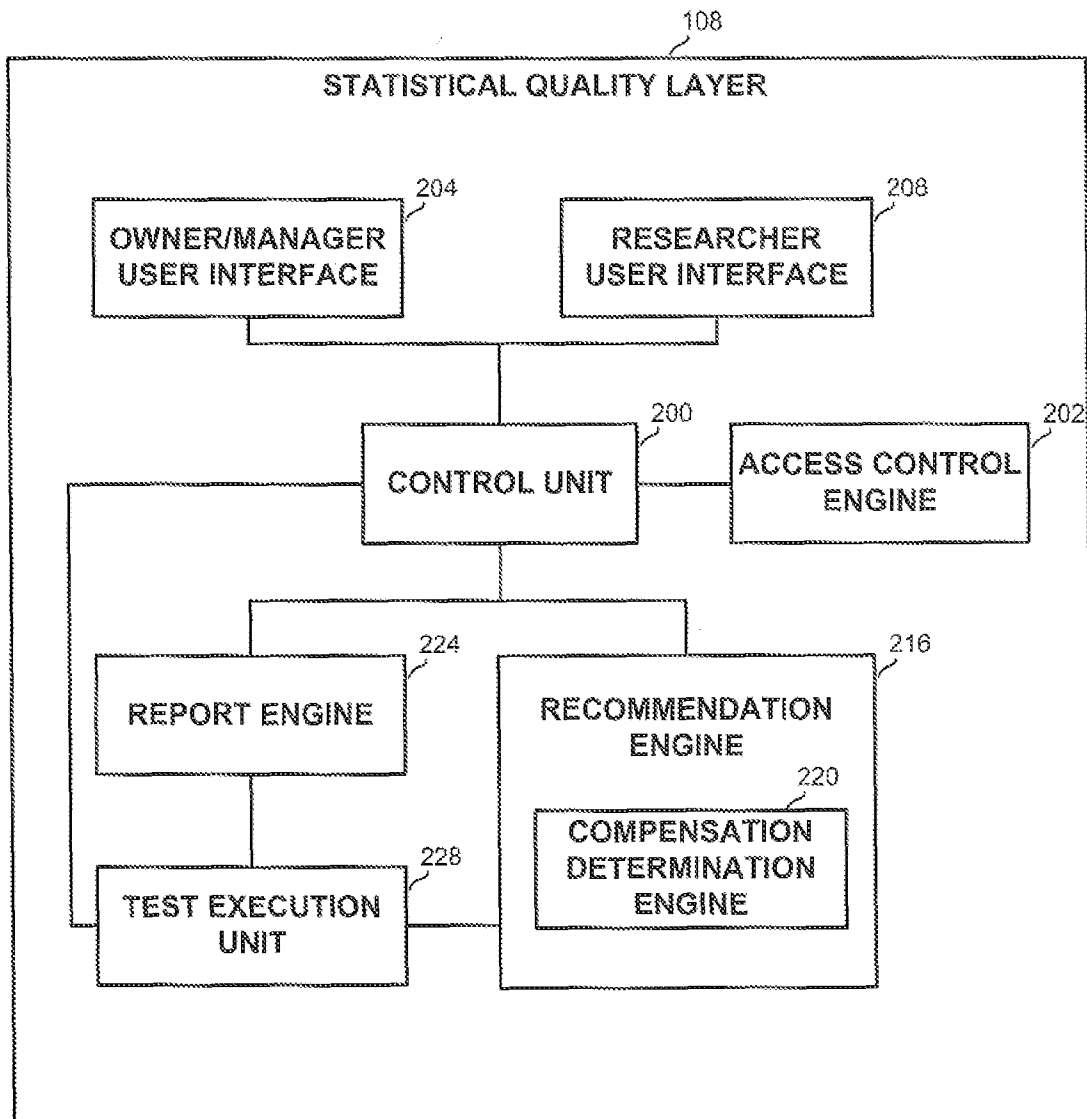 108
STATISTICAL QUALITY LAYER
204
OWNER/MANAGER
USER INTERFACE
208
RESEARCHER
USER INTERFACE
200
CONTROL UNIT
202
ACCESS CONTROL
ENGINE
224
REPORT ENGINE
216
RECOMMENDATION
ENGINE
220
COMPENSATION
DETERMINATION
ENGINE
228
TEST EXECUTION
UNIT